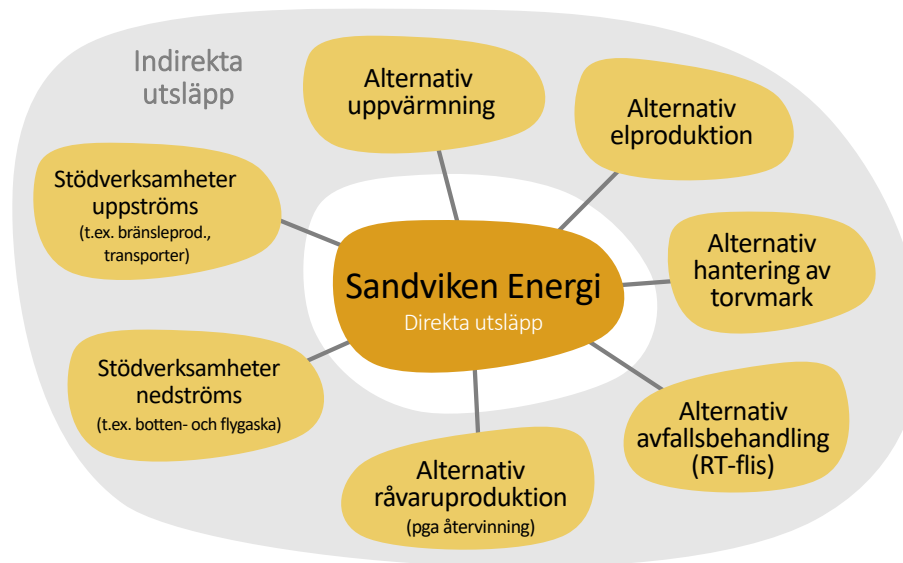 Indirekta
utsläpp
Alternativ
uppvärmning
Alternativ
elproduktion
Stödverksamheter
uppströms
(t.ex. bränsleprod.,
transporter)
Alternativ
hantering av
torvmark
Sandviken Energi
Direkta utsläpp
Stödverksamheter
nedströms
(t.ex. botten- och flygaska)
Alternativ
avfallsbehandling
(RT-flis)
Alternativ
råvaruproduktion
(pga återvinning)